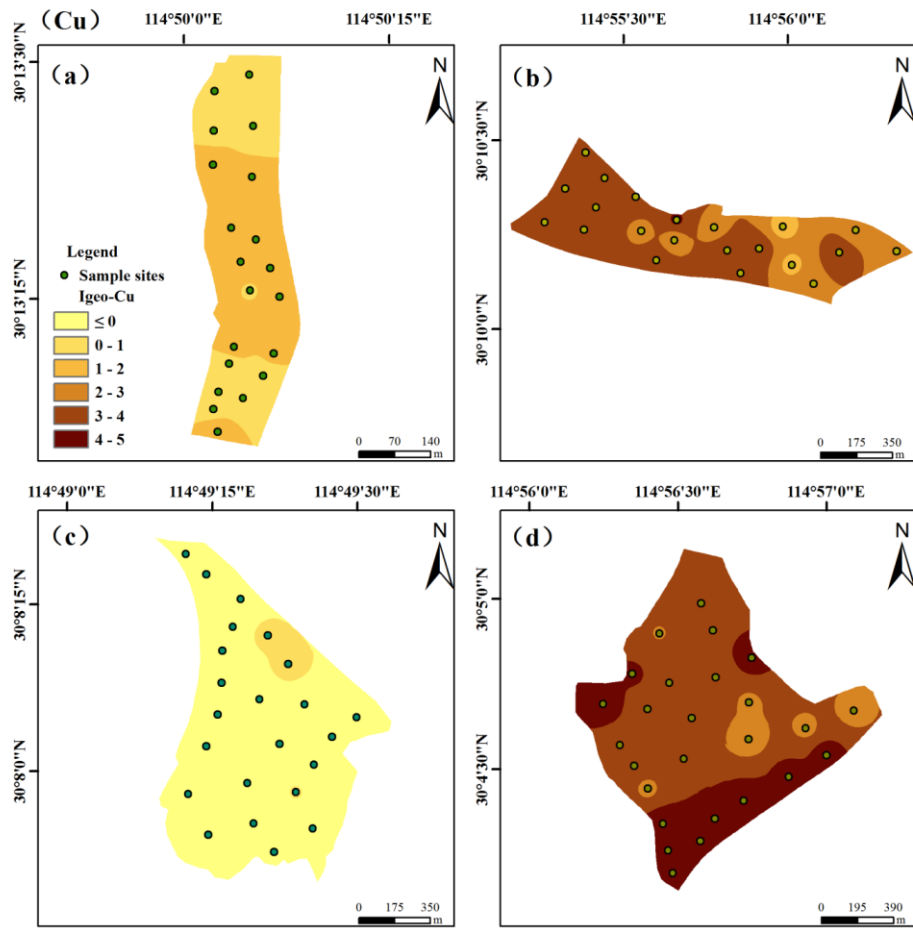 (Cu)
114°50'0"E 114°50'15"E
114°55'30"E 114°56'0"E
30°13'30"N
30°13'15"N
(a)
N
Legend
Sample sites
Igeo-Cu
≤ 0
0 - 1
1 - 2
2 - 3
3 - 4
4 - 5
0 70 140
m
30°10'30"N
30°10'0"N
(b)
N
0 175 350
m
114°49'0"E 114°49'15"E 114°49'30"E
30°8'15"N
30°8'0"N
(c)
N
0 175 350
m
114°56'0"E 114°56'30"E 114°57'0"E
30°5'0"N
30°4'30"N
(d)
N
0 195 390
m